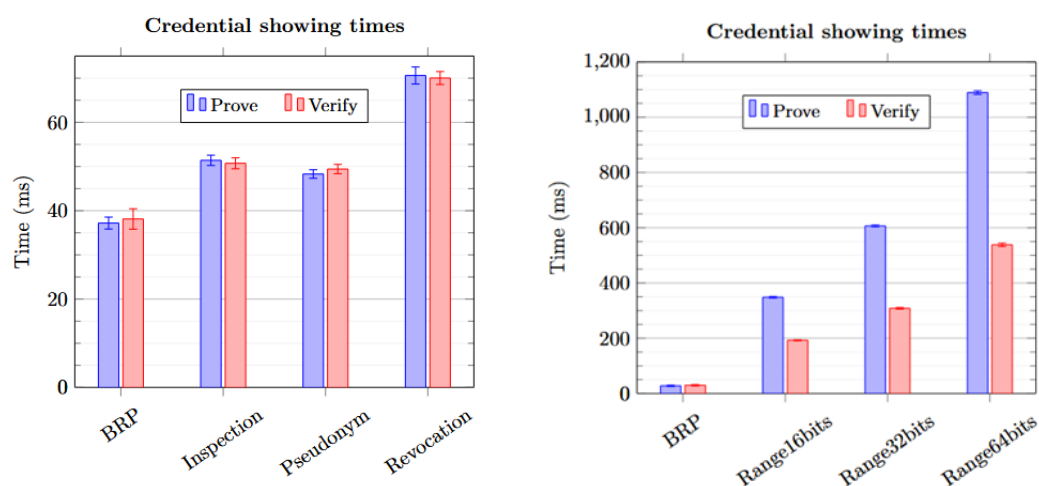 Credential showing times
Time (ms)
60
40
20
0
Prove Verify
BRP
Inspection
Pseudonym
Revocation
Credential showing times
Time (ms)
1,200
1,000
800
600
400
200
0
Prove Verify
BRP
Range16bits
Range32bits
Range64bits